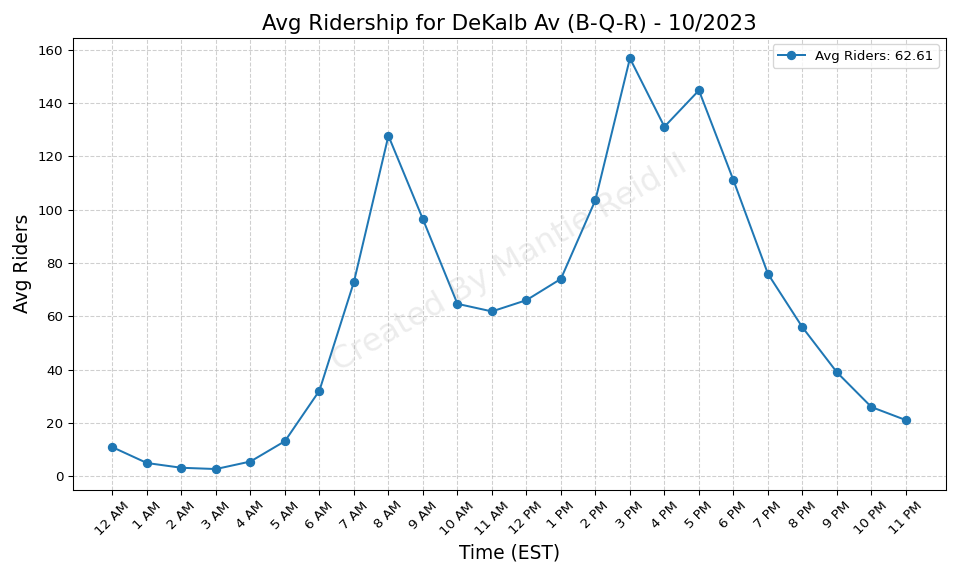 Avg Ridership for DeKalb Av (B-Q-R) - 10/2023
Avg Riders: 62.61
160
140
120
100
80
60
40
20
0
Avg Riders
Created By Mantle Reid II
12 AM
1 AM
2 AM
3 AM
4 AM
5 AM
6 AM
7 AM
8 AM
9 AM
10 AM
11 AM
12 PM
1 PM
2 PM
3 PM
4 PM
5 PM
6 PM
7 PM
8 PM
9 PM
10 PM
11 PM
Time (EST)